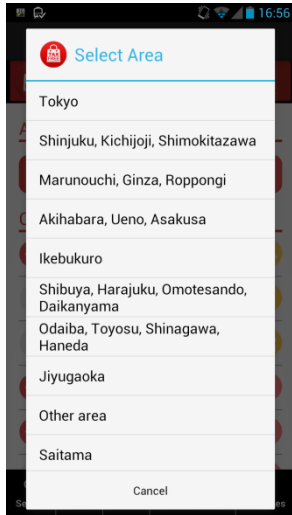 16:56
Select Area
Tokyo
Shinjuku, Kichijoji, Shimokitazawa
Marunouchi, Ginza, Roppongi
Akihabara, Ueno, Asakusa
Ikebukuro
Shibuya, Harajuku, Omotesando,
Daikanyama
Odaiba, Toyosu, Shinagawa,
Haneda
Jiyugaoka
Other area
Saitama
Cancel